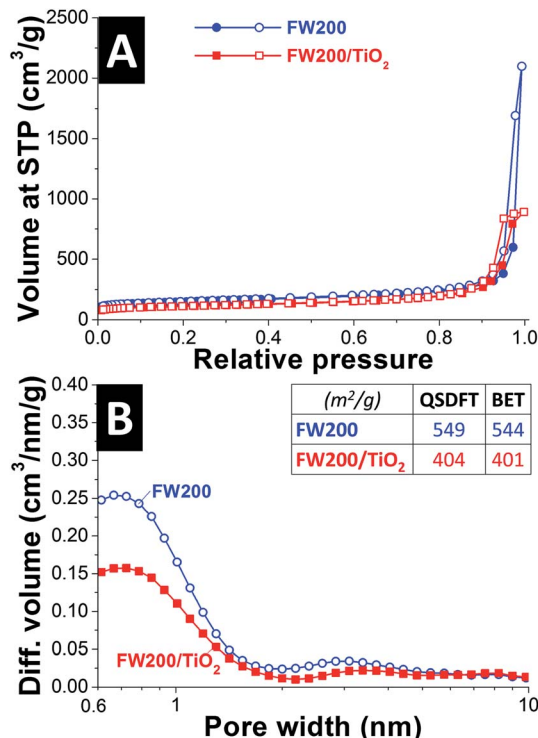 A
FW200
FW200/TiO₂
Volume at STP (cm³/g)
2500
2000
1500
1000
500
0
0.0 0.2 0.4 0.6 0.8 1.0
Relative pressure
B
(m²/g) QSDFT BET
FW200 549 544
FW200/TiO₂ 404 401
FW200
FW200/TiO₂
Diff. volume (cm³/nm/g)
0.40
0.35
0.30
0.25
0.20
0.15
0.10
0.05
0.00
0.6 1 10
Pore width (nm)